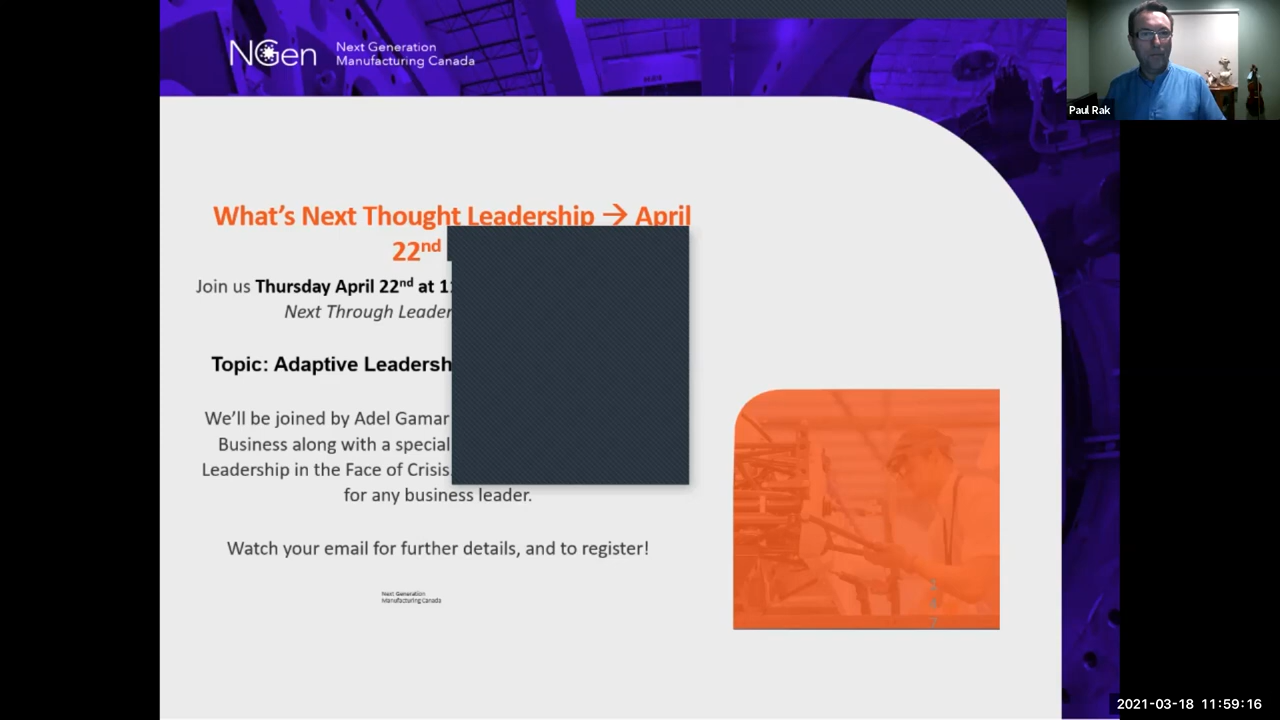 NGen
Next Generation
Manufacturing Canada
Paul Rak
What's Next Thought Leadership → April
22nd
Join us Thursday April 22nd at
Next Through
Topic: Adaptive
We'll be joined by Adel Gamar
Business along with a special
Leadership in the Face of Crisis.
for any business leader.
Watch your email for further details, and to register!
Next Generation
Manufacturing Canada
2021-03-18 11:59:16